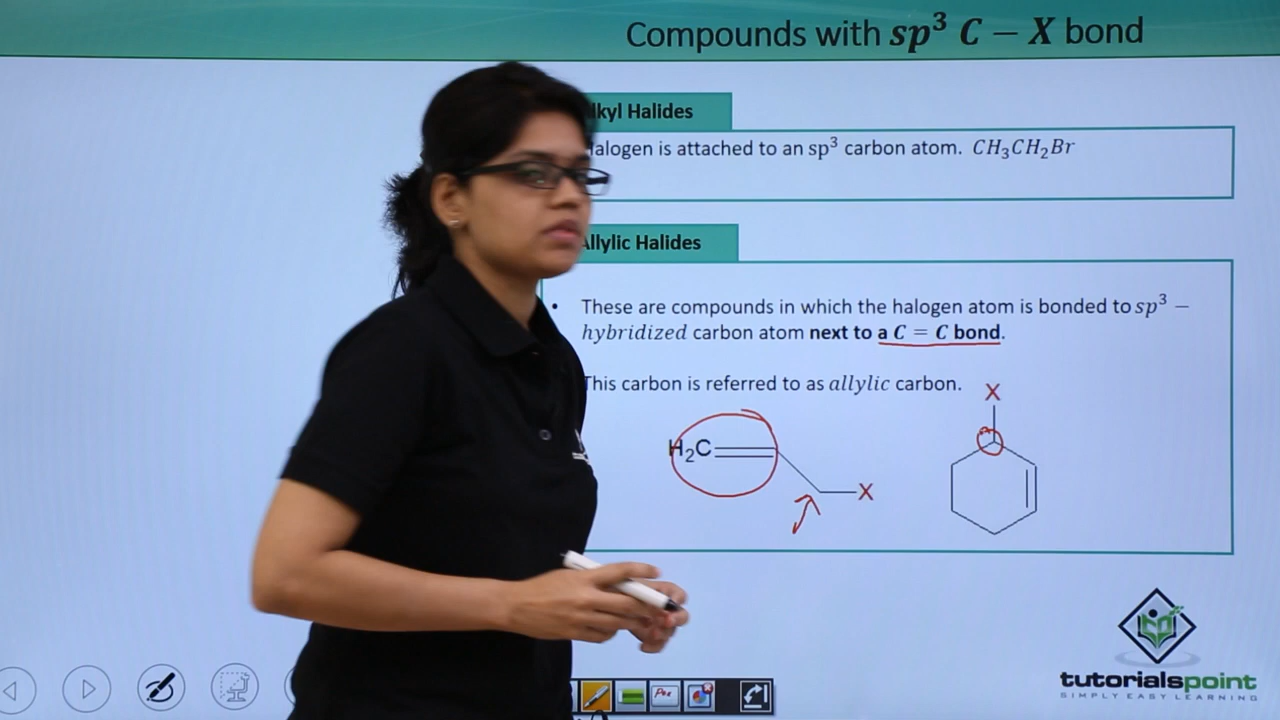 Compounds with sp³ C – X bond
lkyl Halides
alogen is attached to an sp³ carbon atom. CH₃CH₂Br
Allylic Halides
• These are compounds in which the halogen atom is bonded to sp³ –
hybridized carbon atom next to a C = C bond.
This carbon is referred to as allylic carbon.
X
H₂C
X
tutorialspoint
SIMPLY EASY LEARNING